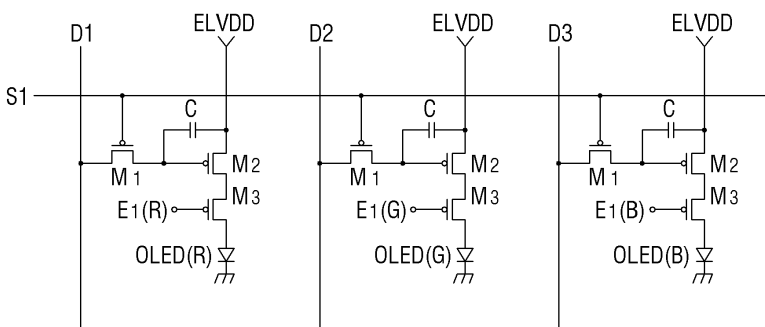 D1 ELVDD D2 ELVDD D3 ELVDD
S1
C C C
M1 M2 M1 M2 M1 M2
M3 M3 M3
E1(R) E1(G) E1(B)
OLED(R) OLED(G) OLED(B)